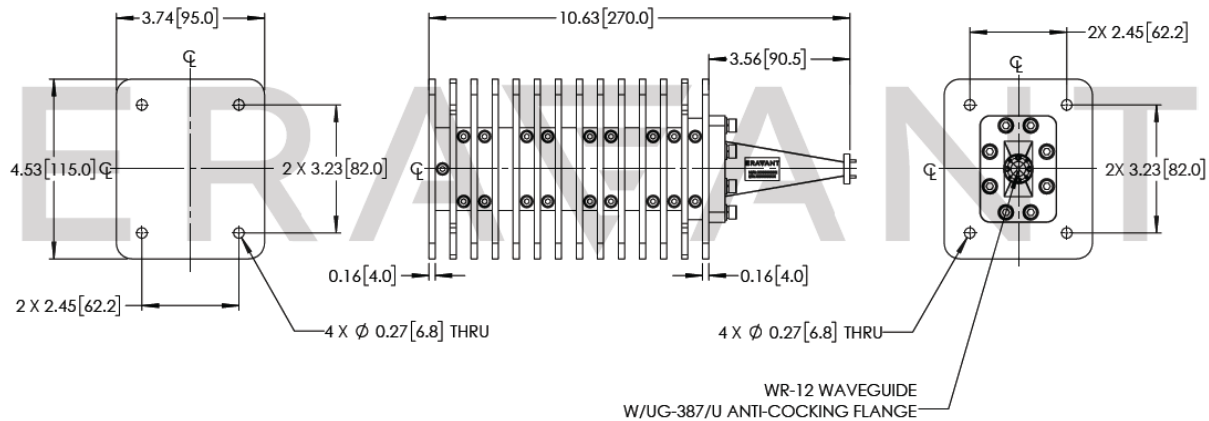 3.74[95.0]
10.63[270.0]
2X 2.45[62.2]
3.56[90.5]
℄
℄
ERAVANT
4.53[115.0]
℄
2 X 3.23[82.0]
℄
ERAVANT
℄
2X 3.23[82.0]
0.16[4.0]
0.16[4.0]
2 X 2.45[62.2]
4 X Ø 0.27[6.8] THRU
4 X Ø 0.27[6.8] THRU
WR-12 WAVEGUIDE
W/UG-387/U ANTI-COCKING FLANGE